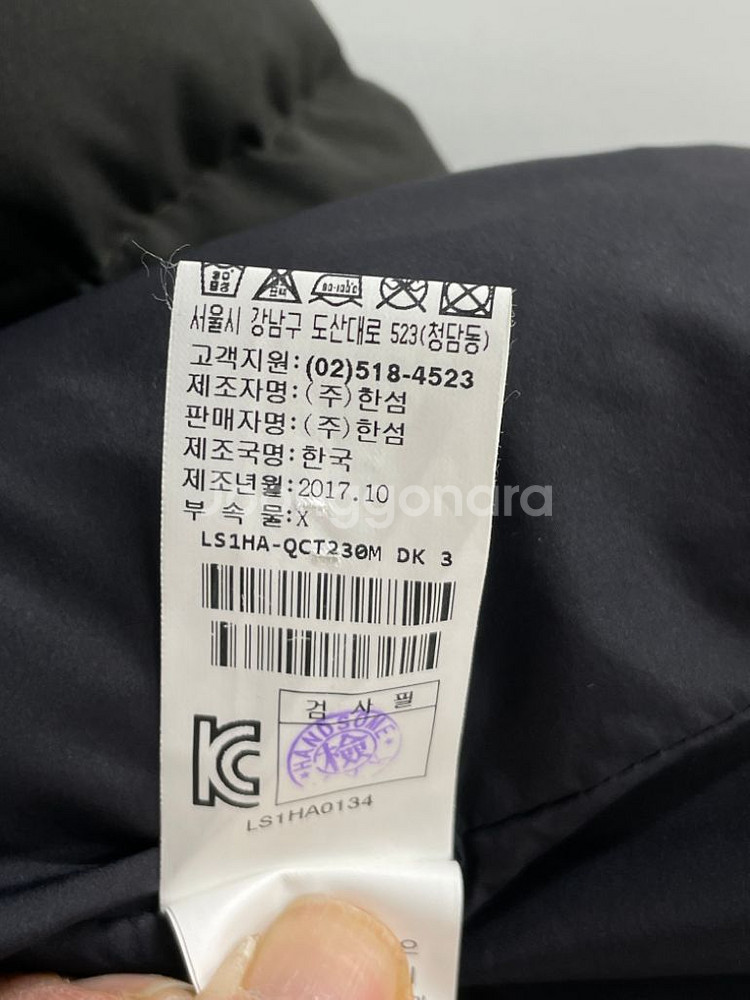 서울시 강남구 도산대로 523(청담동)
고객지원:(02)518-4523
제조자명:(주)한섬
판매자명:(주)한섬
제조국명:한국
제조년월:2017.10
부 속 물:X
joonggonara
LS1HA-QCT230M DK 3
검 사 필
HANDSOME
檢
LS1HA0134